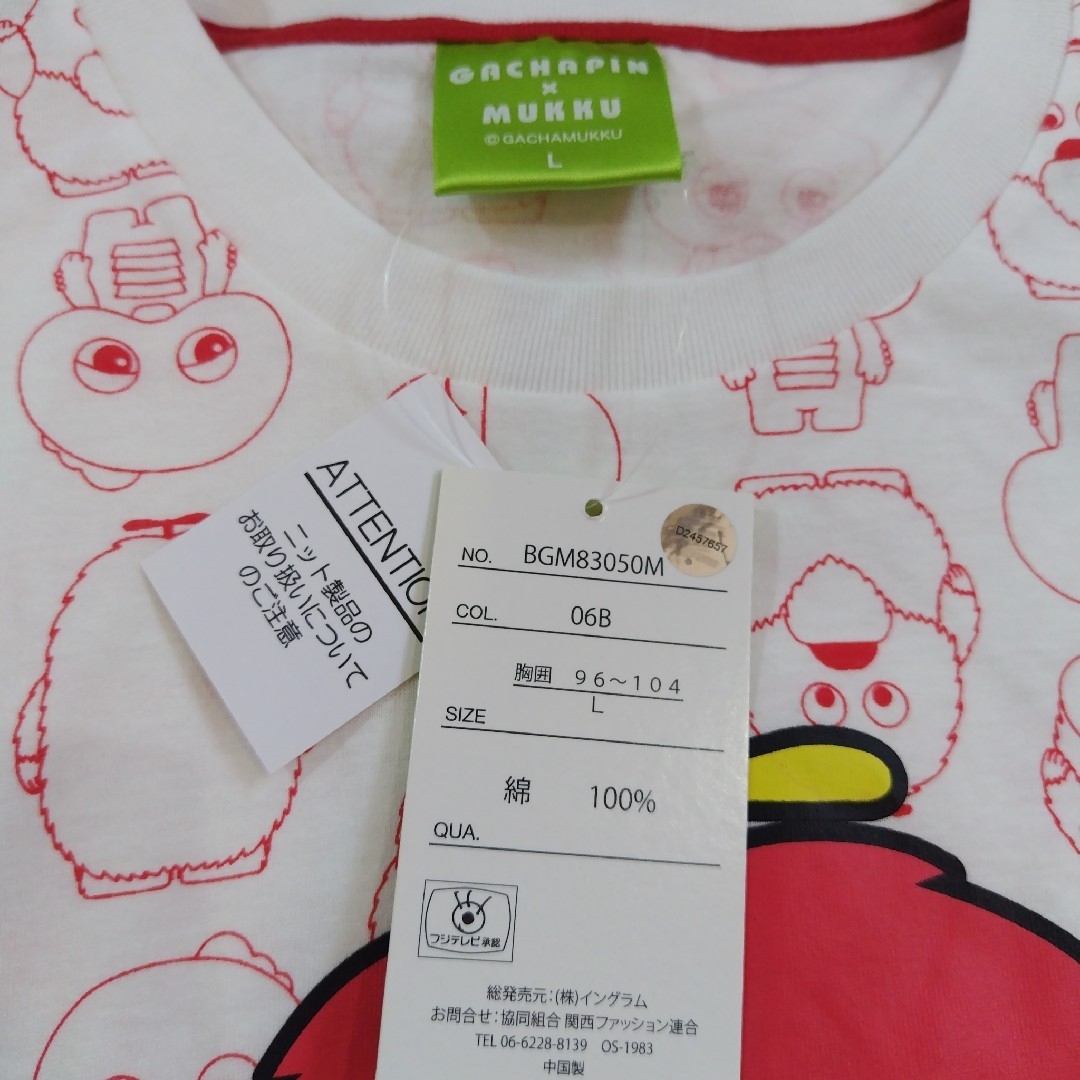 GACHAPIN
×
MUKKU
© GACHAMUKKU
L
ATTENTIO
ニット製品の
お取り扱いについて
のご注意
D2457657
NO. BGM83050M
COL. 06B
胸囲 96～104
L
SIZE
綿 100%
QUA.
フジテレビ承認
総発売元：(株)イングラム
お問合せ：協同組合 関西ファッション連合
TEL 06-6228-8139 OS-1983
中国製